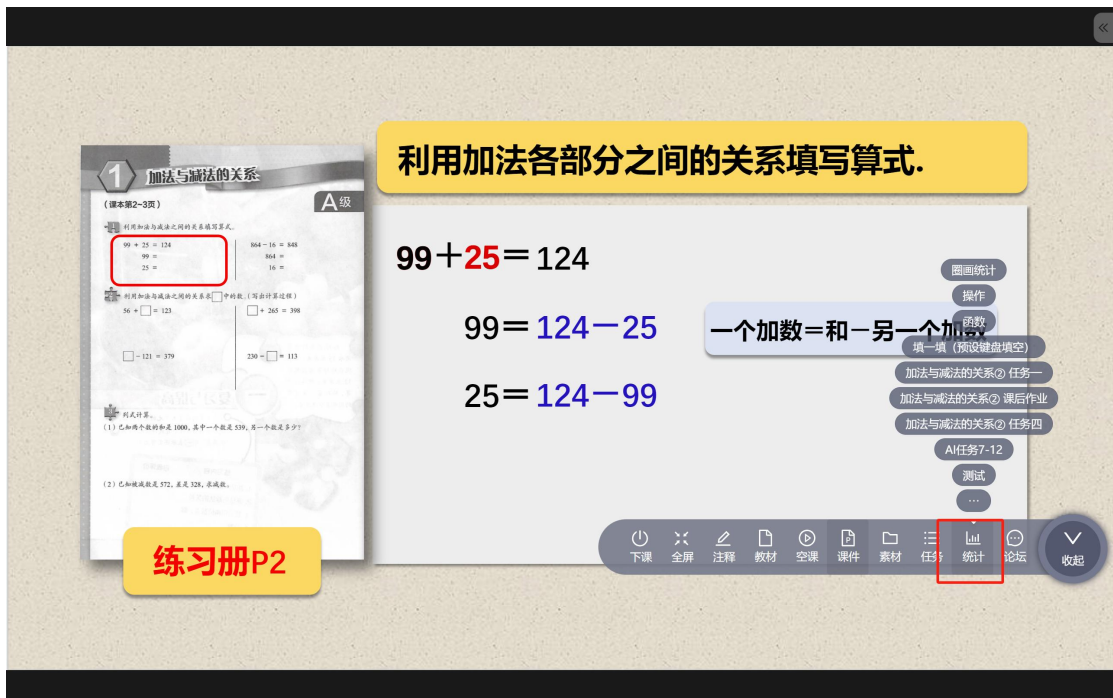 利用加法各部分之间的关系填写算式.
1 加法与减法的关系
(课本第2~3页)
A级
利用加法与减法之间的关系填写算式。
99 + 25 = 124
99 =
25 =
864 − 16 = 848
864 =
16 =
利用加法与减法之间的关系求□中的数。(写出计算过程)
56 + □ = 123
□ + 265 = 398
□ − 121 = 379
230 − □ = 113
列式计算。
(1) 已知两个数的和是 1000, 其中一个数是 539, 另一个数是多少?
(2) 已知被减数是 572, 差是 328, 求减数。
练习册P2
99+25=124
99=124−25
25=124−99
一个加数=和−另一个加数
圈画统计
操作
函数
填一填 (预设键盘填空)
加法与减法的关系② 任务一
加法与减法的关系② 课后作业
加法与减法的关系② 任务四
AI任务7-12
测试
...
下课 全屏 注释 教材 空课 课件 素材 任务 统计 论坛 收起